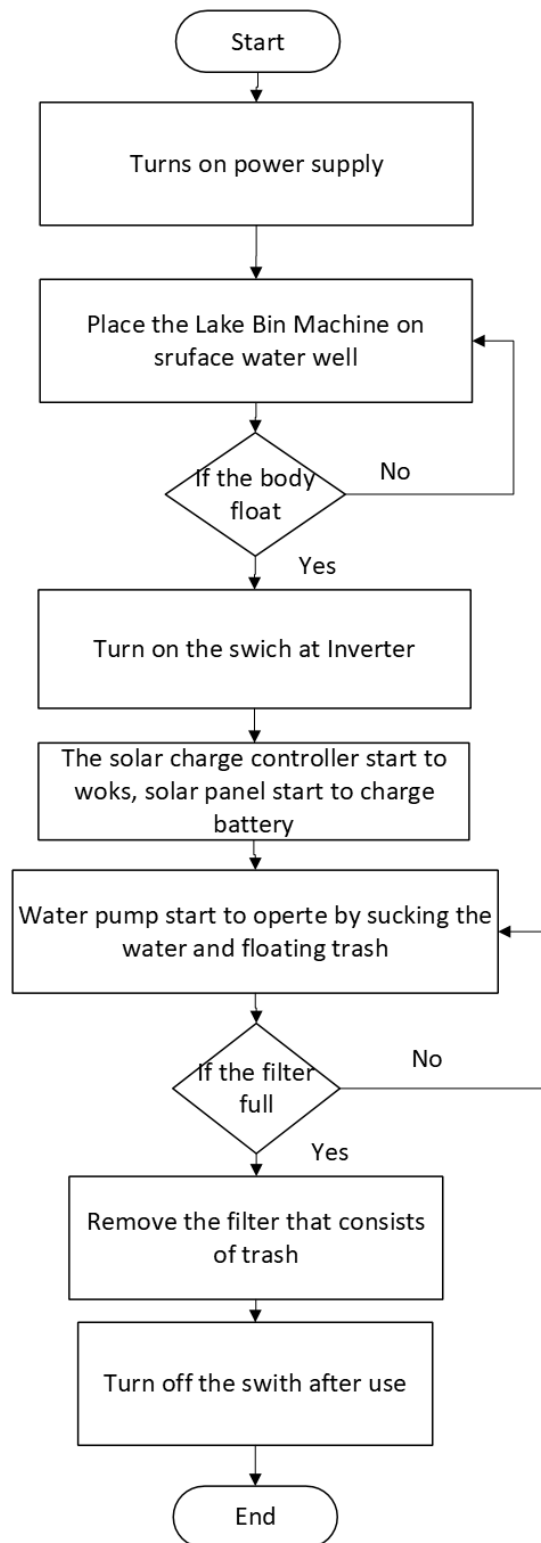 Start
Turns on power supply
Place the Lake Bin Machine on
sruface water well
If the body
float
No
Yes
Turn on the swich at Inverter
The solar charge controller start to
woks, solar panel start to charge
battery
Water pump start to operte by sucking the
water and floating trash
If the filter
full
No
Yes
Remove the filter that consists
of trash
Turn off the swith after use
End